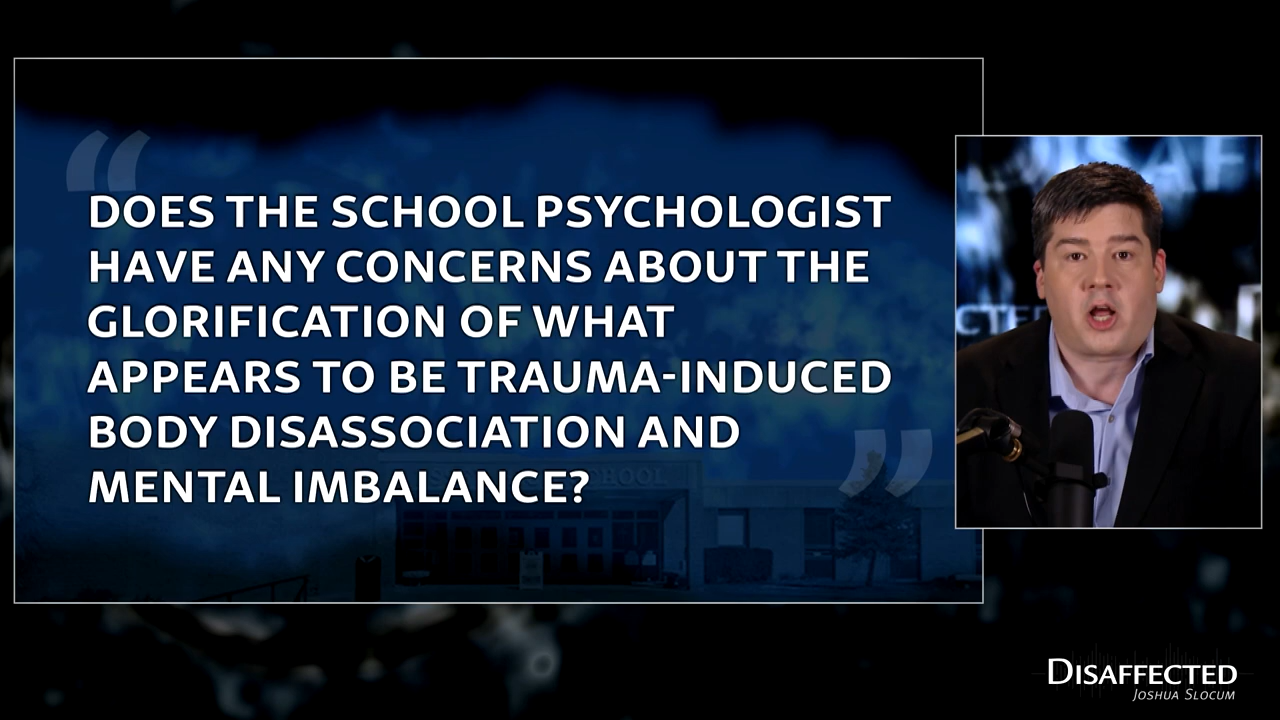 DOES THE SCHOOL PSYCHOLOGIST
HAVE ANY CONCERNS ABOUT THE
GLORIFICATION OF WHAT
APPEARS TO BE TRAUMA-INDUCED
BODY DISASSOCIATION AND
MENTAL IMBALANCE?
DISAFFECTED
JOSHUA SLOCUM